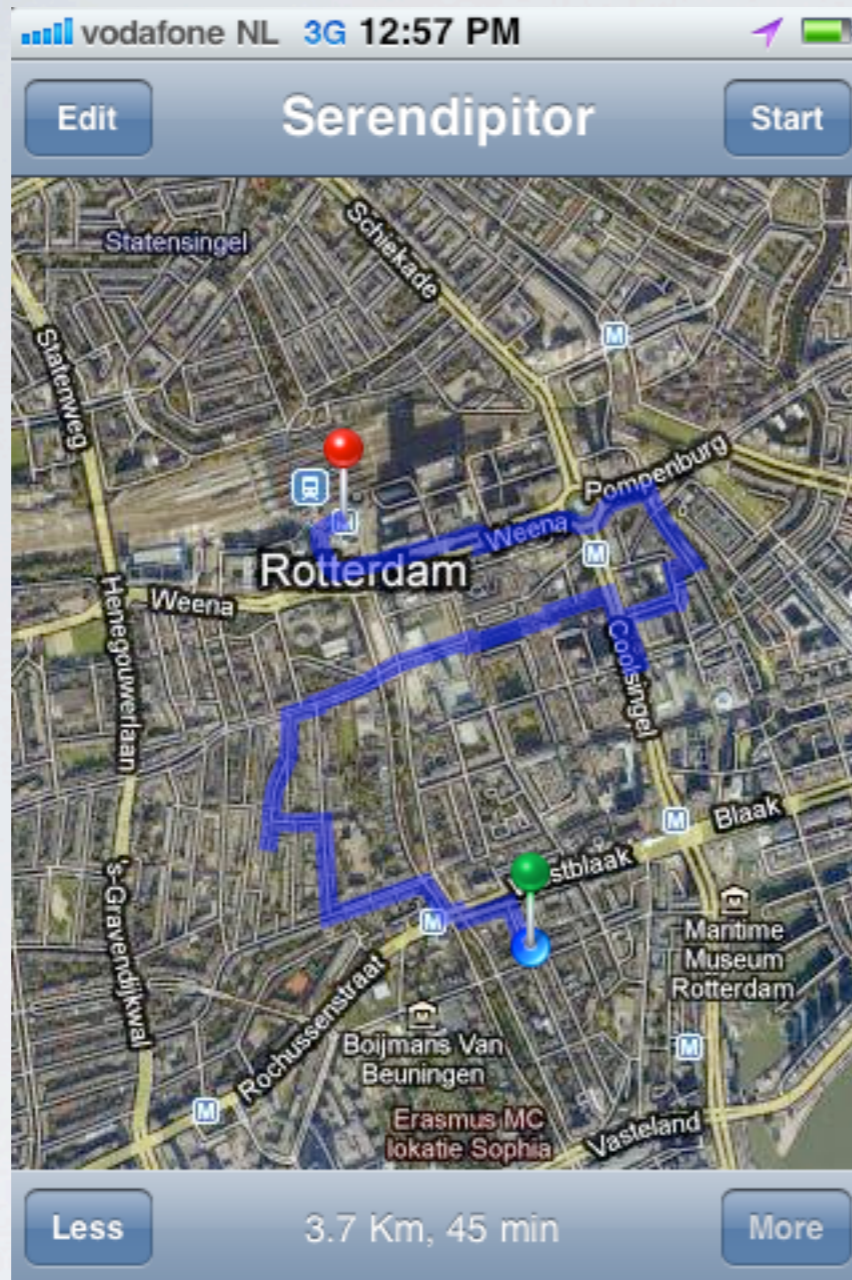 vodafone NL 3G 12:57 PM
Edit
Serendipitor
Start
Statensingel
Schiekade
Statenweg
M
Pompenburg
M
Weena
M
Rotterdam
Weena
Henegouwerlaan
Coolsingel
M
Blaak
stblaak
's-Gravendijkwal
M
Maritime
Museum
Rotterdam
Rochussenstraat
Boijmans Van
Beuningen
M
M
Erasmus MC
lokatie Sophia
Vasteland
Less
3.7 Km, 45 min
More